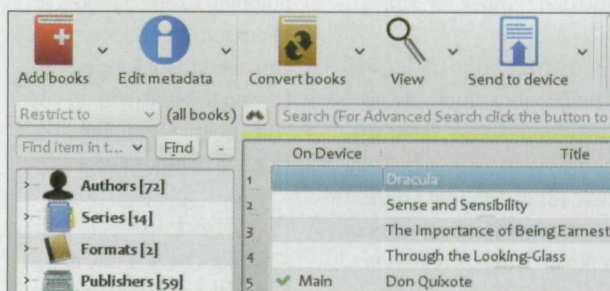 Add books Edit metadata Convert books View Send to device
Restrict to (all books) Search (For Advanced Search click the button to
Find item in t... Find -
On Device Title
Authors [72]
Series [14]
Formats [2]
Publishers [59]
1 Dracula
2 Sense and Sensibility
3 The Importance of Being Earnest
4 Through the Looking-Glass
5 Main Don Quixote